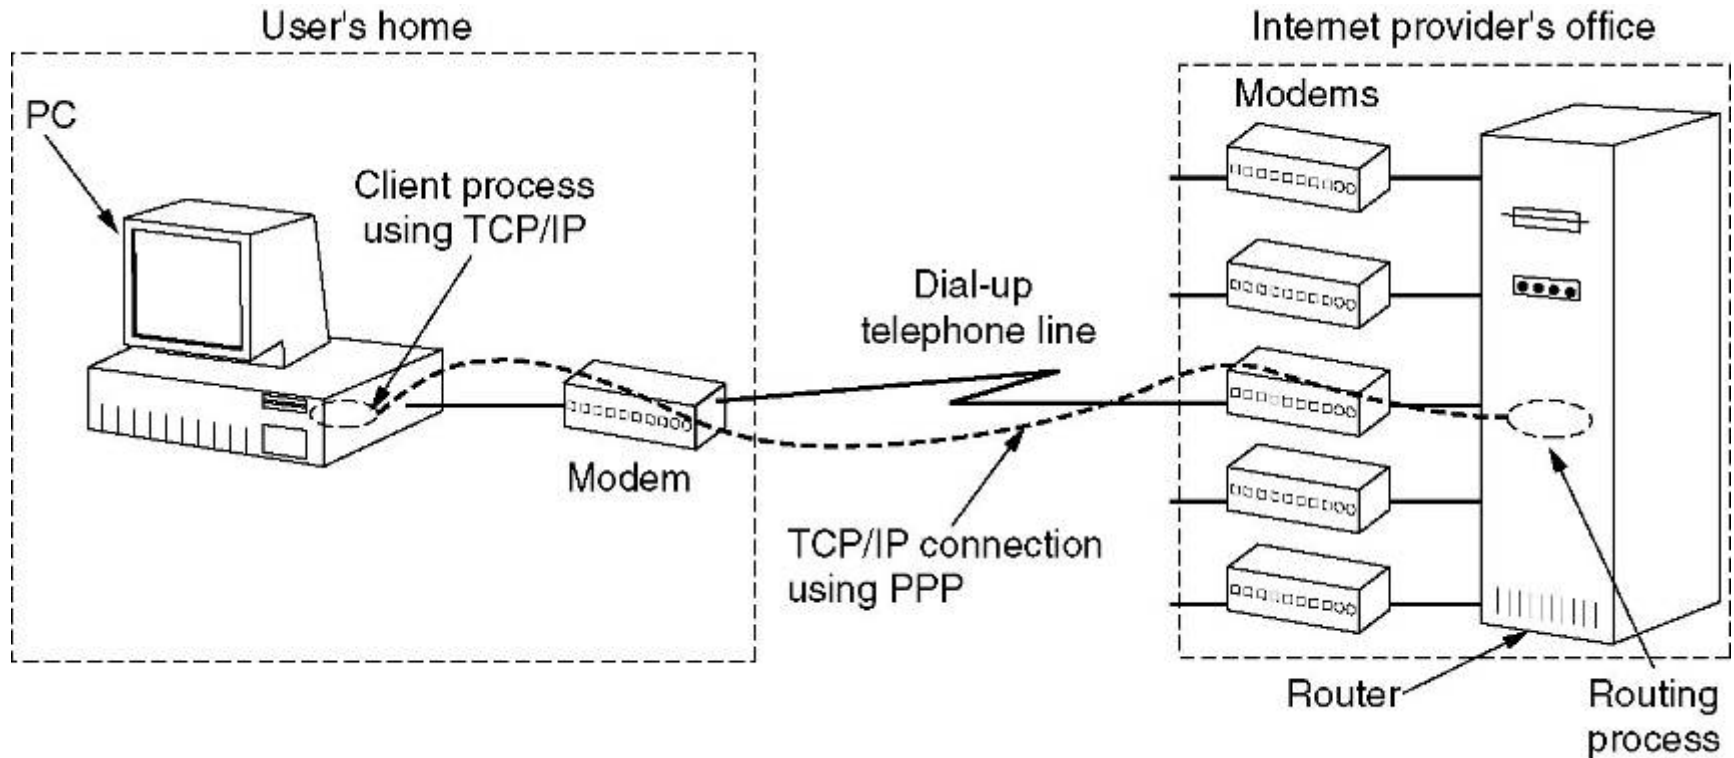 User's home
Internet provider's office
PC
Client process
using TCP/IP
Modems
Dial-up
telephone line
Modem
TCP/IP connection
using PPP
Router
Routing
process